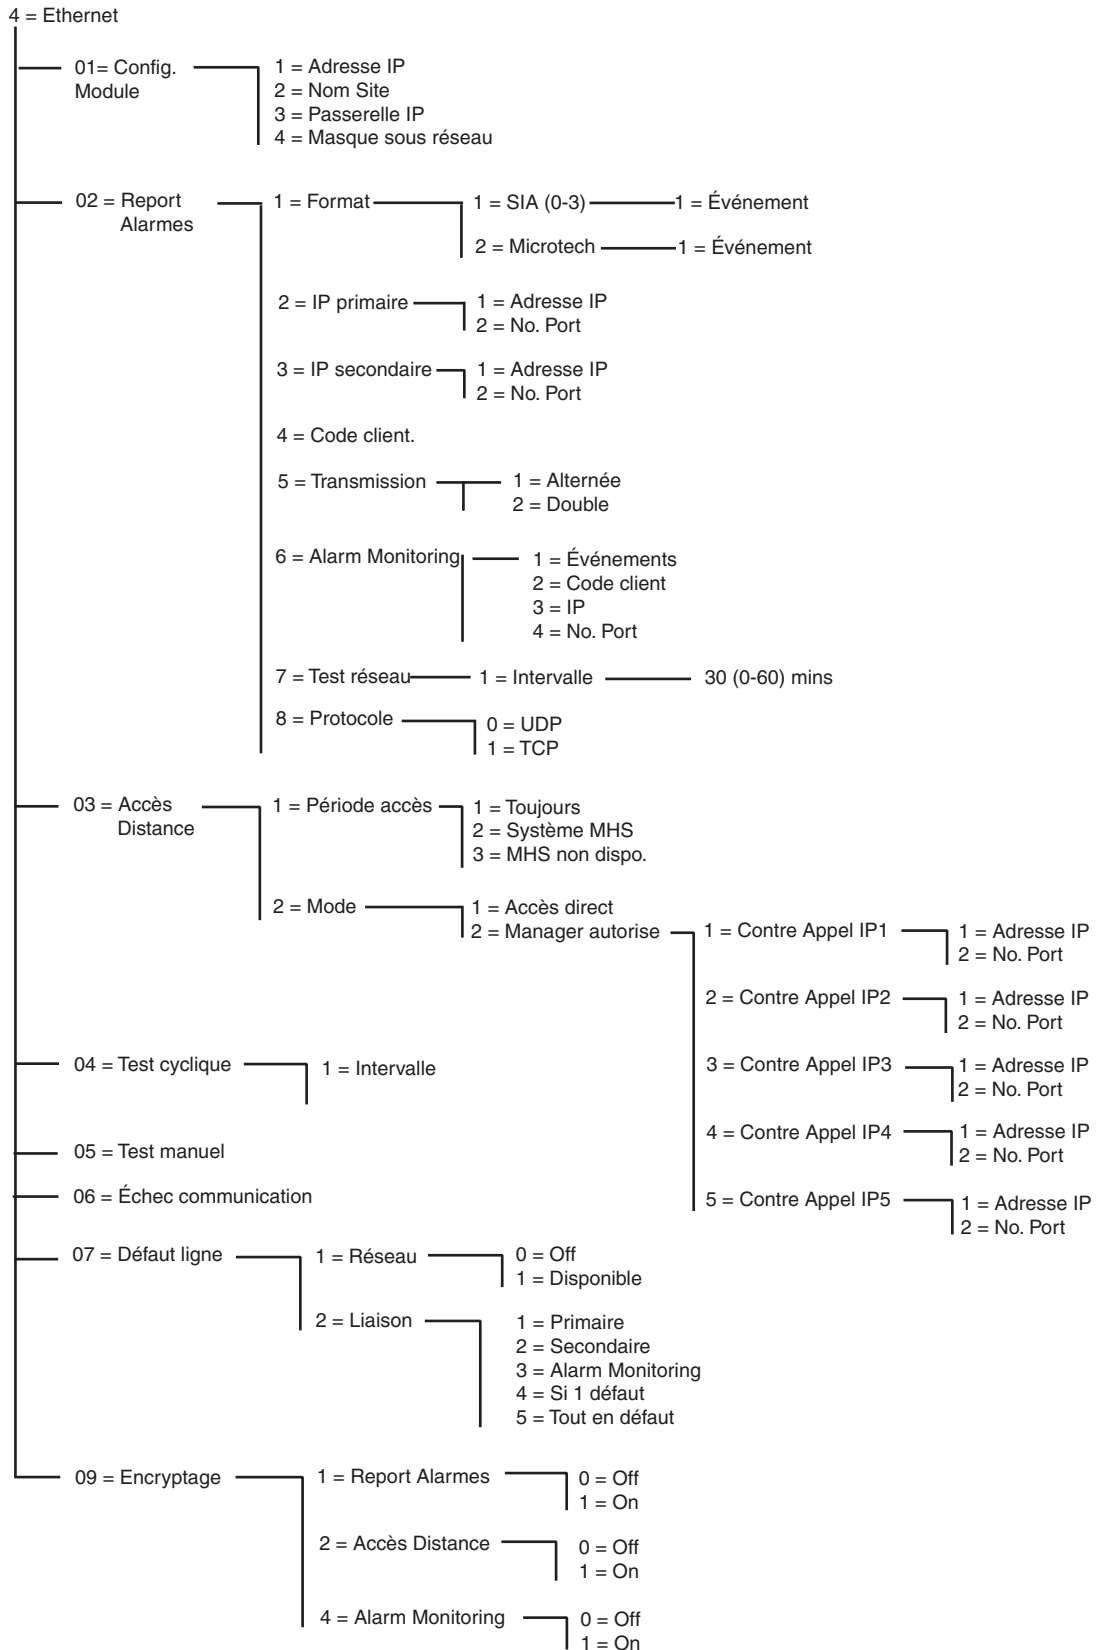 4 = Ethernet
01= Config.
Module
1 = Adresse IP
2 = Nom Site
3 = Passerelle IP
4 = Masque sous réseau
02 = Report
Alarmes
1 = Format
1 = SIA (0-3)
1 = Événement
2 = Microtech
1 = Événement
2 = IP primaire
1 = Adresse IP
2 = No. Port
3 = IP secondaire
1 = Adresse IP
2 = No. Port
4 = Code client.
5 = Transmission
1 = Alternée
2 = Double
6 = Alarm Monitoring
1 = Événements
2 = Code client
3 = IP
4 = No. Port
7 = Test réseau
1 = Intervalle
30 (0-60) mins
8 = Protocole
0 = UDP
1 = TCP
03 = Accès
Distance
1 = Période accès
1 = Toujours
2 = Système MHS
3 = MHS non dispo.
2 = Mode
1 = Accès direct
2 = Manager autorise
1 = Contre Appel IP1
1 = Adresse IP
2 = No. Port
2 = Contre Appel IP2
1 = Adresse IP
2 = No. Port
3 = Contre Appel IP3
1 = Adresse IP
2 = No. Port
4 = Contre Appel IP4
1 = Adresse IP
2 = No. Port
5 = Contre Appel IP5
1 = Adresse IP
2 = No. Port
04 = Test cyclique
1 = Intervalle
05 = Test manuel
06 = Échec communication
07 = Défaut ligne
1 = Réseau
0 = Off
1 = Disponible
2 = Liaison
1 = Primaire
2 = Secondaire
3 = Alarm Monitoring
4 = Si 1 défaut
5 = Tout en défaut
09 = Encryptage
1 = Report Alarmes
0 = Off
1 = On
2 = Accès Distance
0 = Off
1 = On
4 = Alarm Monitoring
0 = Off
1 = On